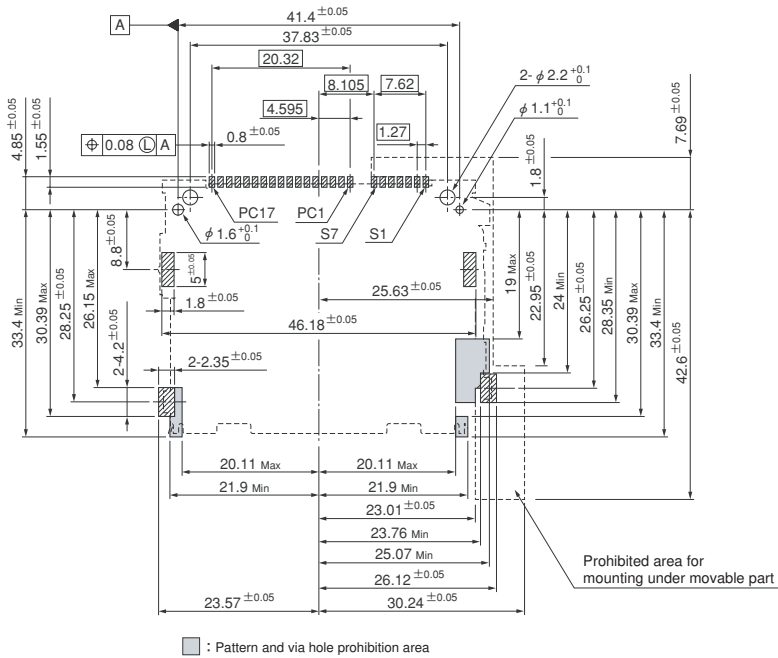 A
41.4 ±0.05
37.83 ±0.05
20.32
8.105
7.62
2- φ 2.2 +0.1 0
φ 1.1 +0.1 0
4.595
1.27
⌖ 0.08 Ⓛ A
0.8 ±0.05
4.85 ±0.05
1.55 ±0.05
7.69 ±0.05
1.8 ±0.05
PC17
PC1
S7
S1
φ 1.6 +0.1 0
33.4 Min
30.39 Max
28.25 ±0.05
26.15 Max
8.8 ±0.05
5 ±0.05
1.8 ±0.05
2-4.2 ±0.05
2-2.35 ±0.05
25.63 ±0.05
46.18 ±0.05
19 Max
22.95 ±0.05
24 Min
26.25 ±0.05
28.35 Min
30.39 Max
33.4 Min
42.6 ±0.05
20.11 Max
20.11 Max
21.9 Min
21.9 Min
23.01 ±0.05
23.76 Min
25.07 Min
26.12 ±0.05
23.57 ±0.05
30.24 ±0.05
Prohibited area for
mounting under movable part
: Pattern and via hole prohibition area